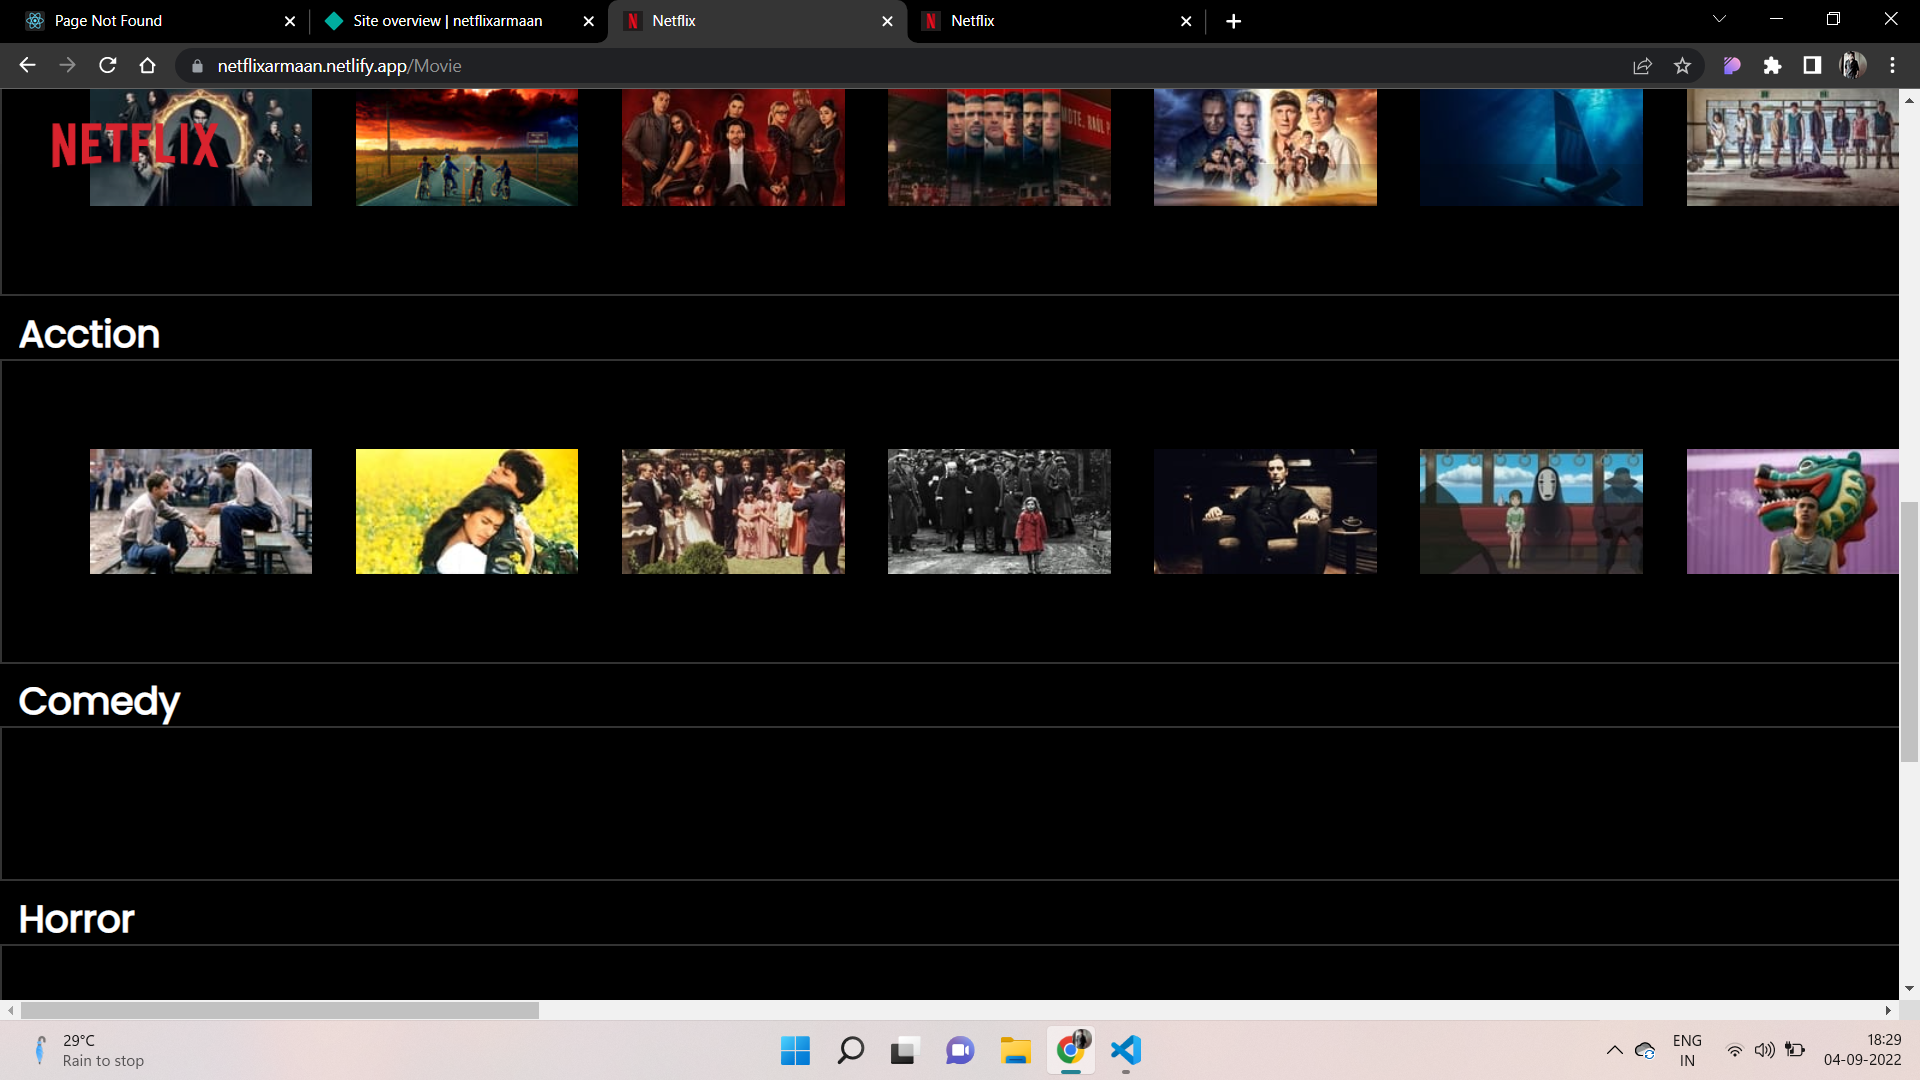 Page Not Found
Site overview | netflixarmaan
Netflix
Netflix
netflixarmaan.netlify.app/Movie
NETFLIX
Acction
Comedy
Horror
29°C
Rain to stop
ENG
IN
18:29
04-09-2022